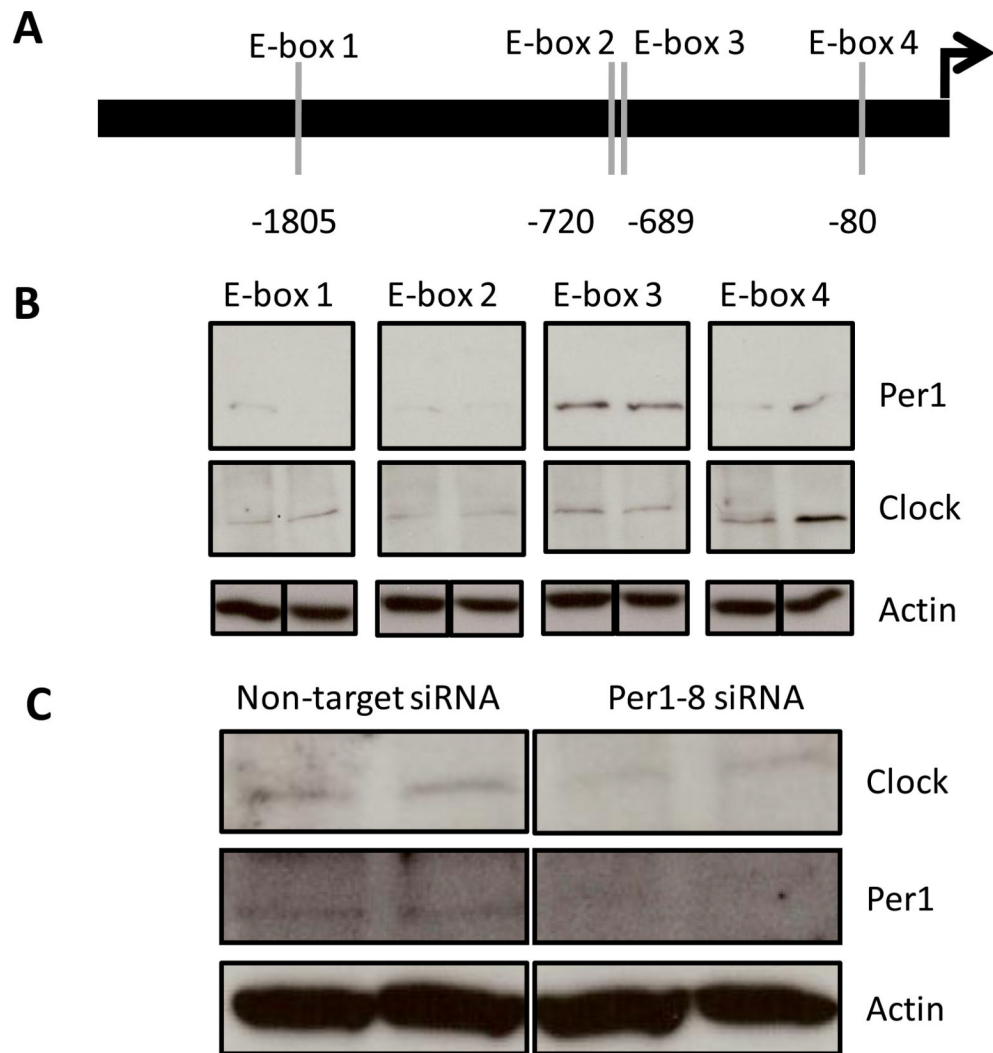 A
E-box 1 E-box 2 E-box 3 E-box 4
-1805 -720 -689 -80
B
E-box 1 E-box 2 E-box 3 E-box 4
Per1
Clock
Actin
C
Non-target siRNA Per1-8 siRNA
Clock
Per1
Actin